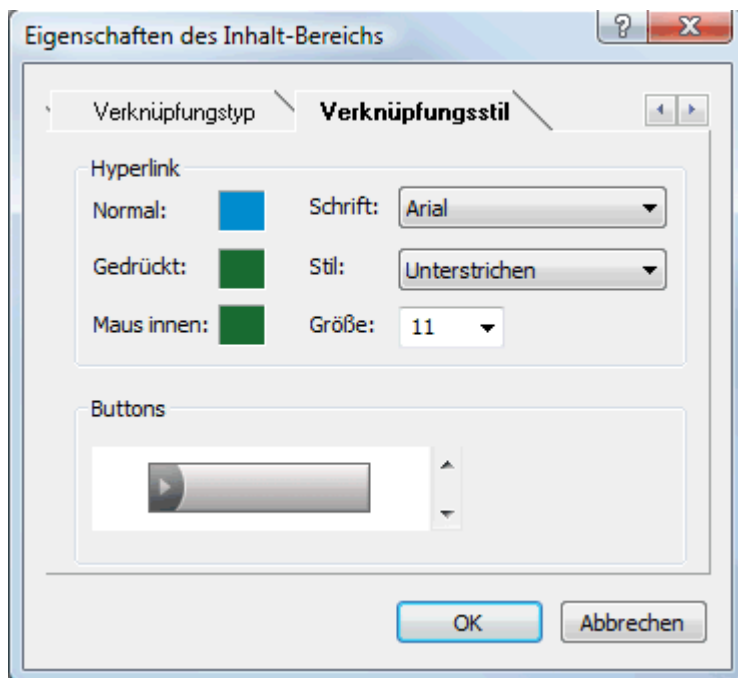 Eigenschaften des Inhalt-Bereichs
Verknüpfungstyp Verknüpfungsstil
Hyperlink
Normal: Schrift: Arial
Gedrückt: Stil: Unterstrichen
Maus innen: Größe: 11
Buttons
OK Abbrechen